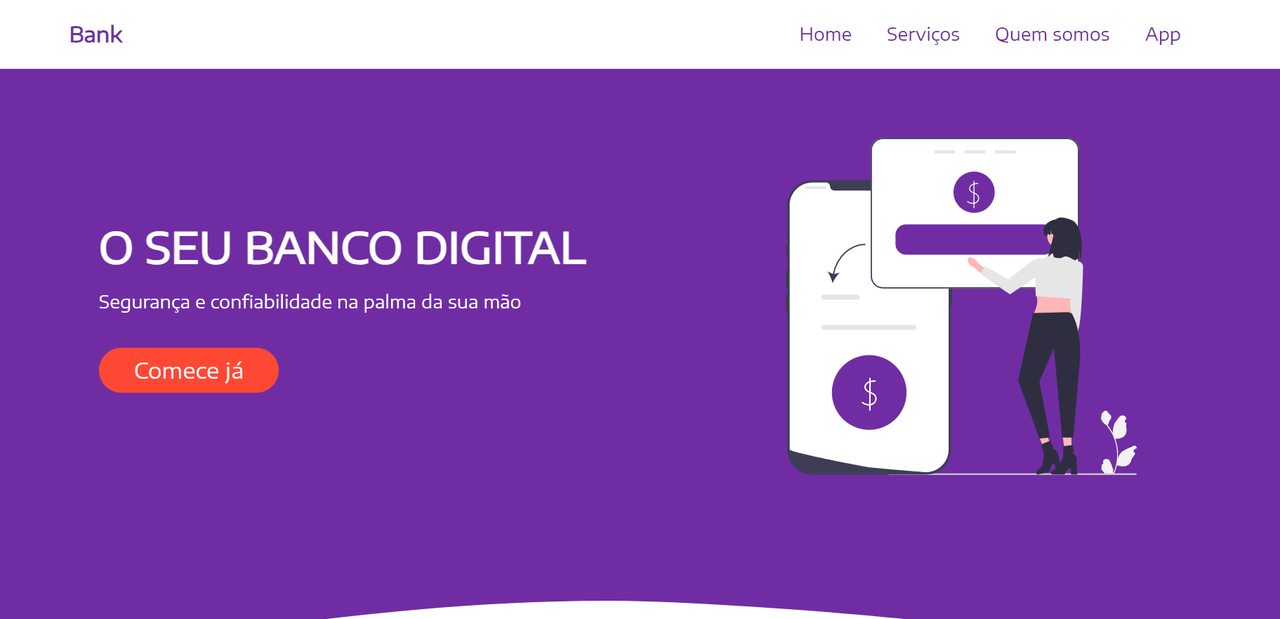 Bank
Home Serviços Quem somos App
O SEU BANCO DIGITAL
Segurança e confiabilidade na palma da sua mão
Comece já
$
$